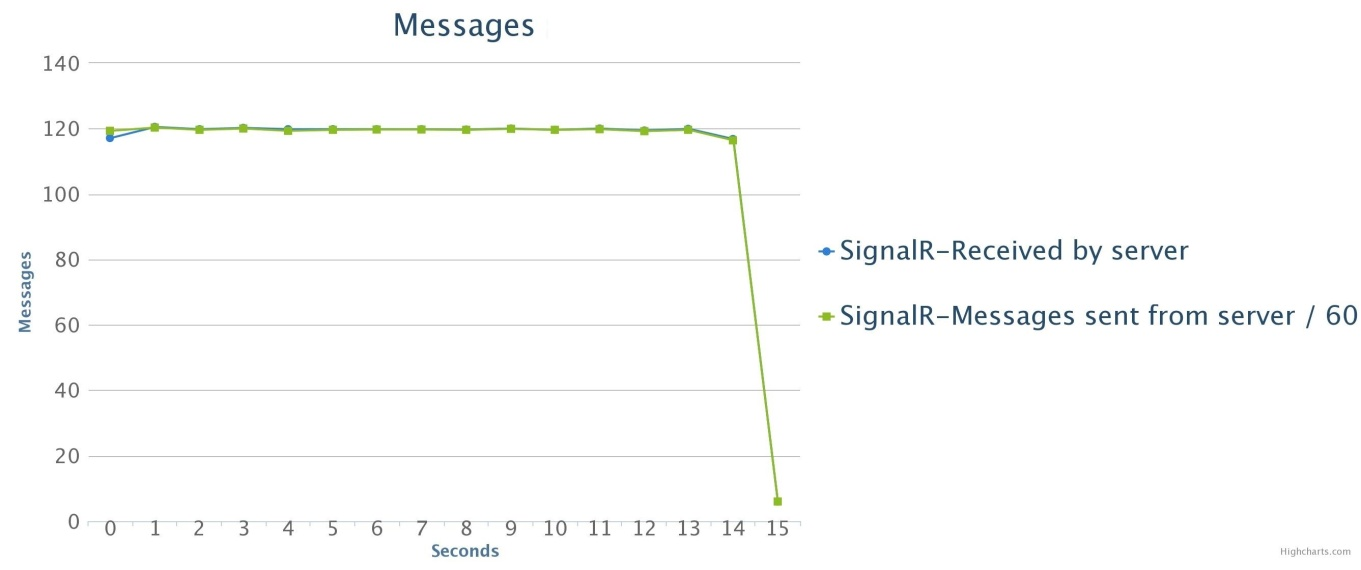 Messages
140
120
100
80
60
40
20
0
Messages
0 1 2 3 4 5 6 7 8 9 10 11 12 13 14 15
Seconds
SignalR-Received by server
SignalR-Messages sent from server / 60
Highcharts.com